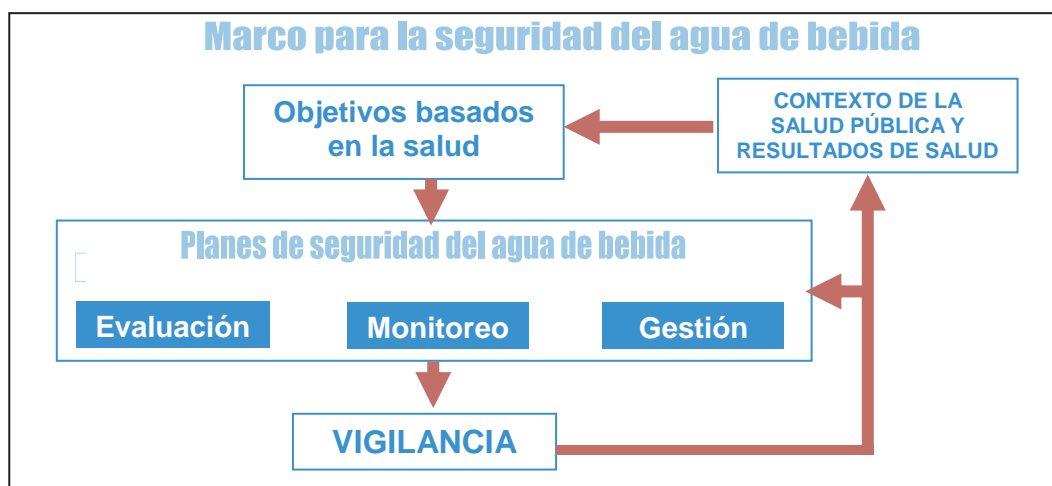 Marco para la seguridad del agua de bebida
Objetivos basados
en la salud
CONTEXTO DE LA
SALUD PÚBLICA Y
RESULTADOS DE SALUD
Planes de seguridad del agua de bebida
Evaluación
Monitoreo
Gestión
VIGILANCIA